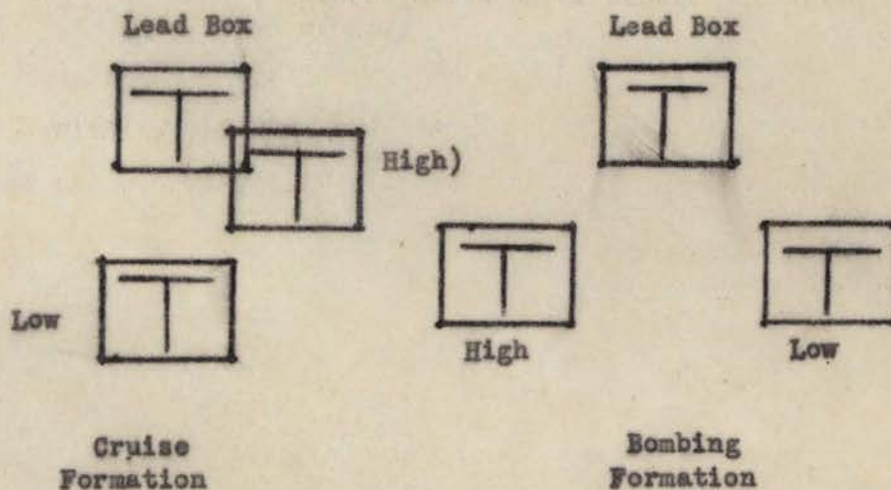 Lead Box
T
T
High)
T
Low
Cruise
Formation
Lead Box
T
T
T
High
Low
Bombing
Formation